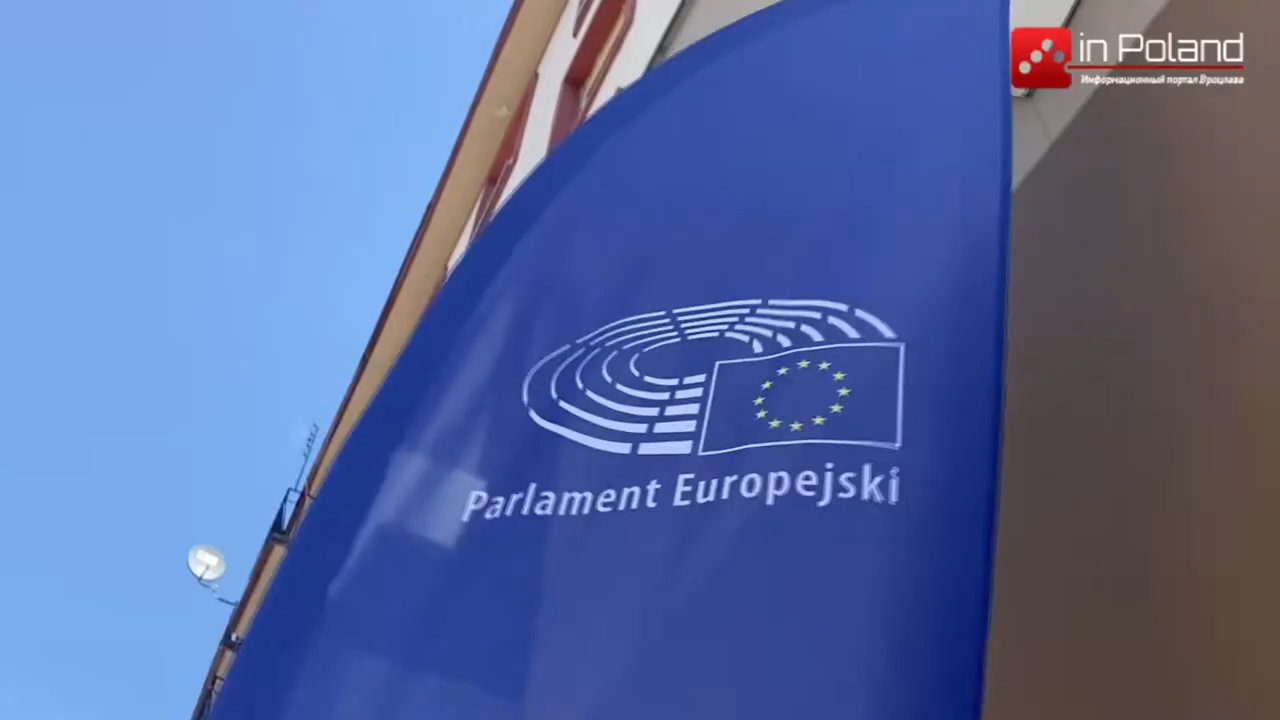 in Poland
Информационный портал Вроцлава
Parlament Europejski